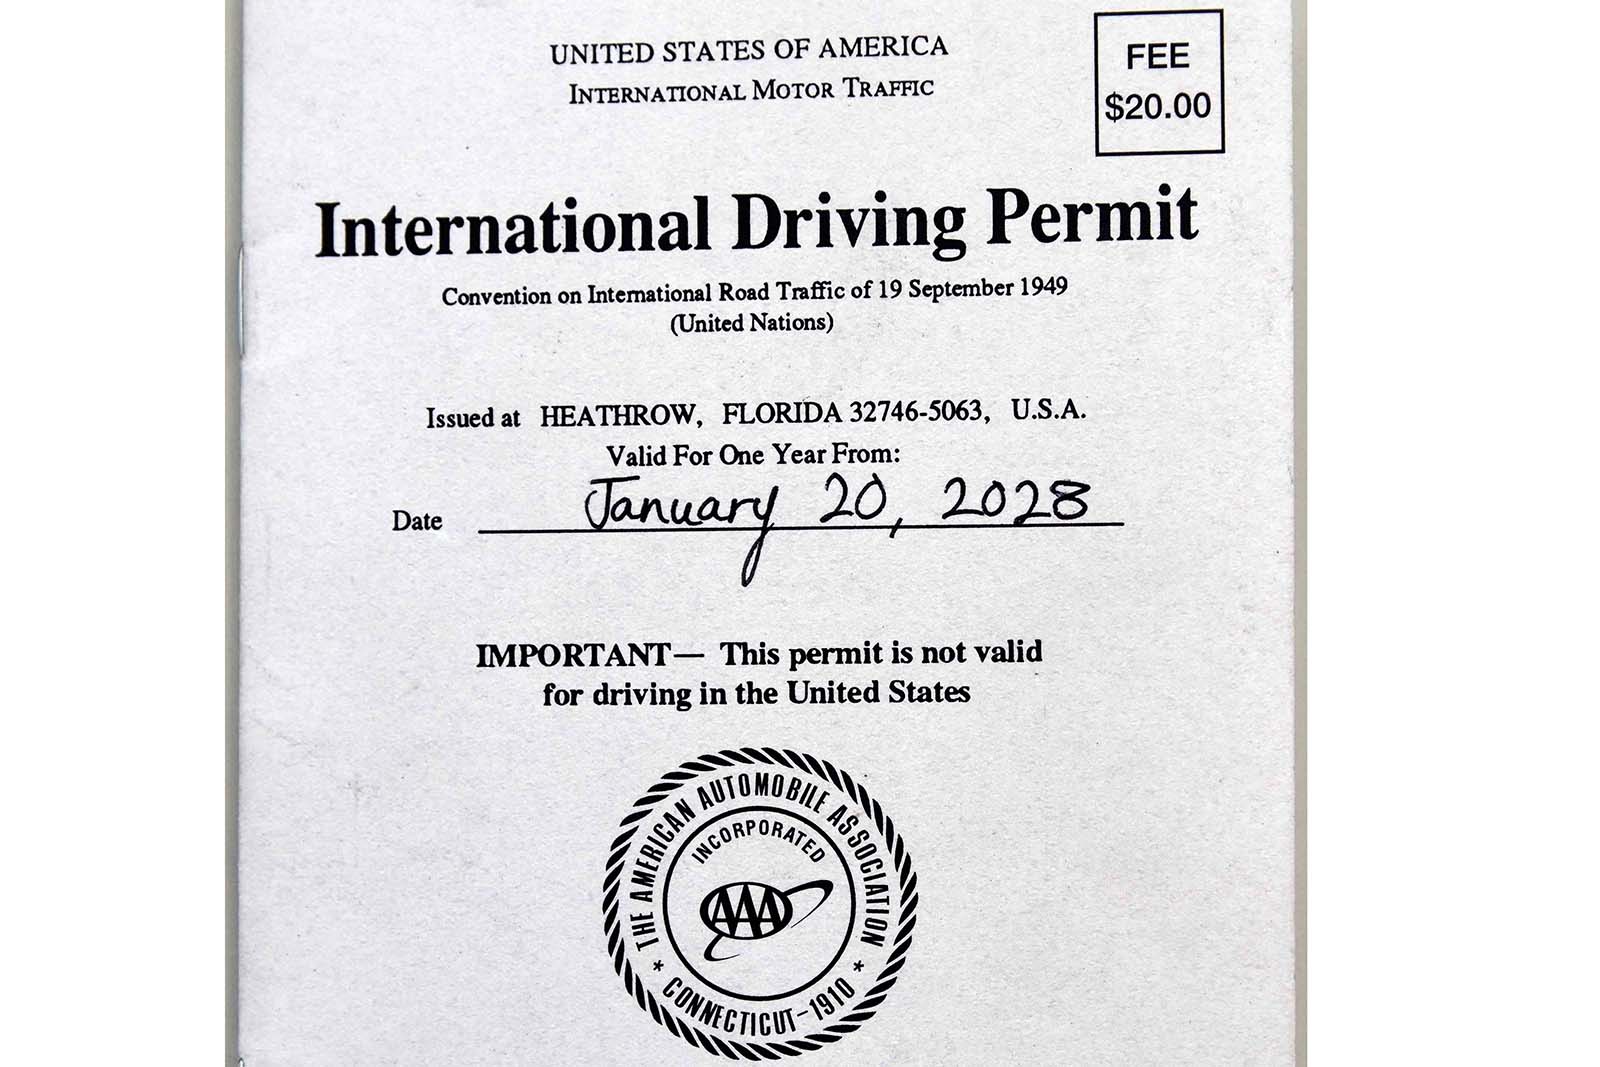 UNITED STATES OF AMERICA
INTERNATIONAL MOTOR TRAFFIC
FEE
$20.00
International Driving Permit
Convention on International Road Traffic of 19 September 1949
(United Nations)
Issued at HEATHROW, FLORIDA 32746-5063, U.S.A.
Valid For One Year From:
Date January 20, 2028
IMPORTANT— This permit is not valid
for driving in the United States
THE AMERICAN AUTOMOBILE ASSOCIATION
INCORPORATED
AAA
* CONNECTICUT-1910 *